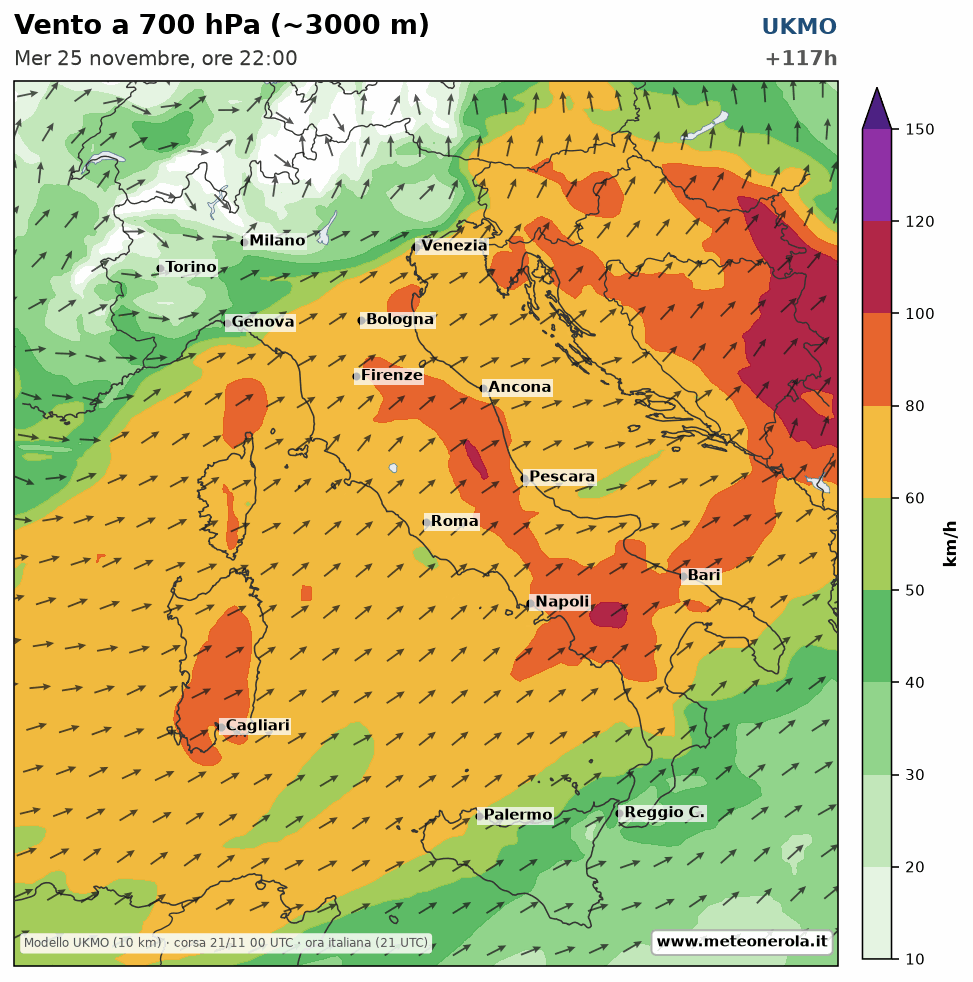 Vento a 700 hPa (~3000 m)
UKMO
Mer 25 novembre, ore 22:00
+117h
150
120
100
80
60
50
40
30
20
10
km/h
Milano
Venezia
Torino
Genova
Bologna
Firenze
Ancona
Pescara
Roma
Bari
Napoli
Cagliari
Palermo
Reggio C.
Modello UKMO (10 km) · corsa 21/11 00 UTC · ora italiana (21 UTC)
www.meteonerola.it